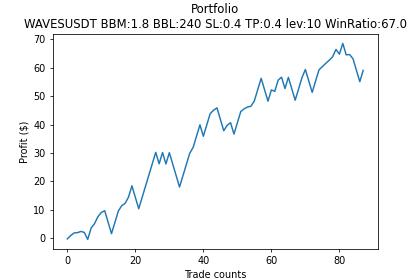 Portfolio
WAVESUSDT BBM:1.8 BBL:240 SL:0.4 TP:0.4 lev:10 WinRatio:67.0
70
60
50
40
30
20
10
0
Profit ($)
0 20 40 60 80
Trade counts